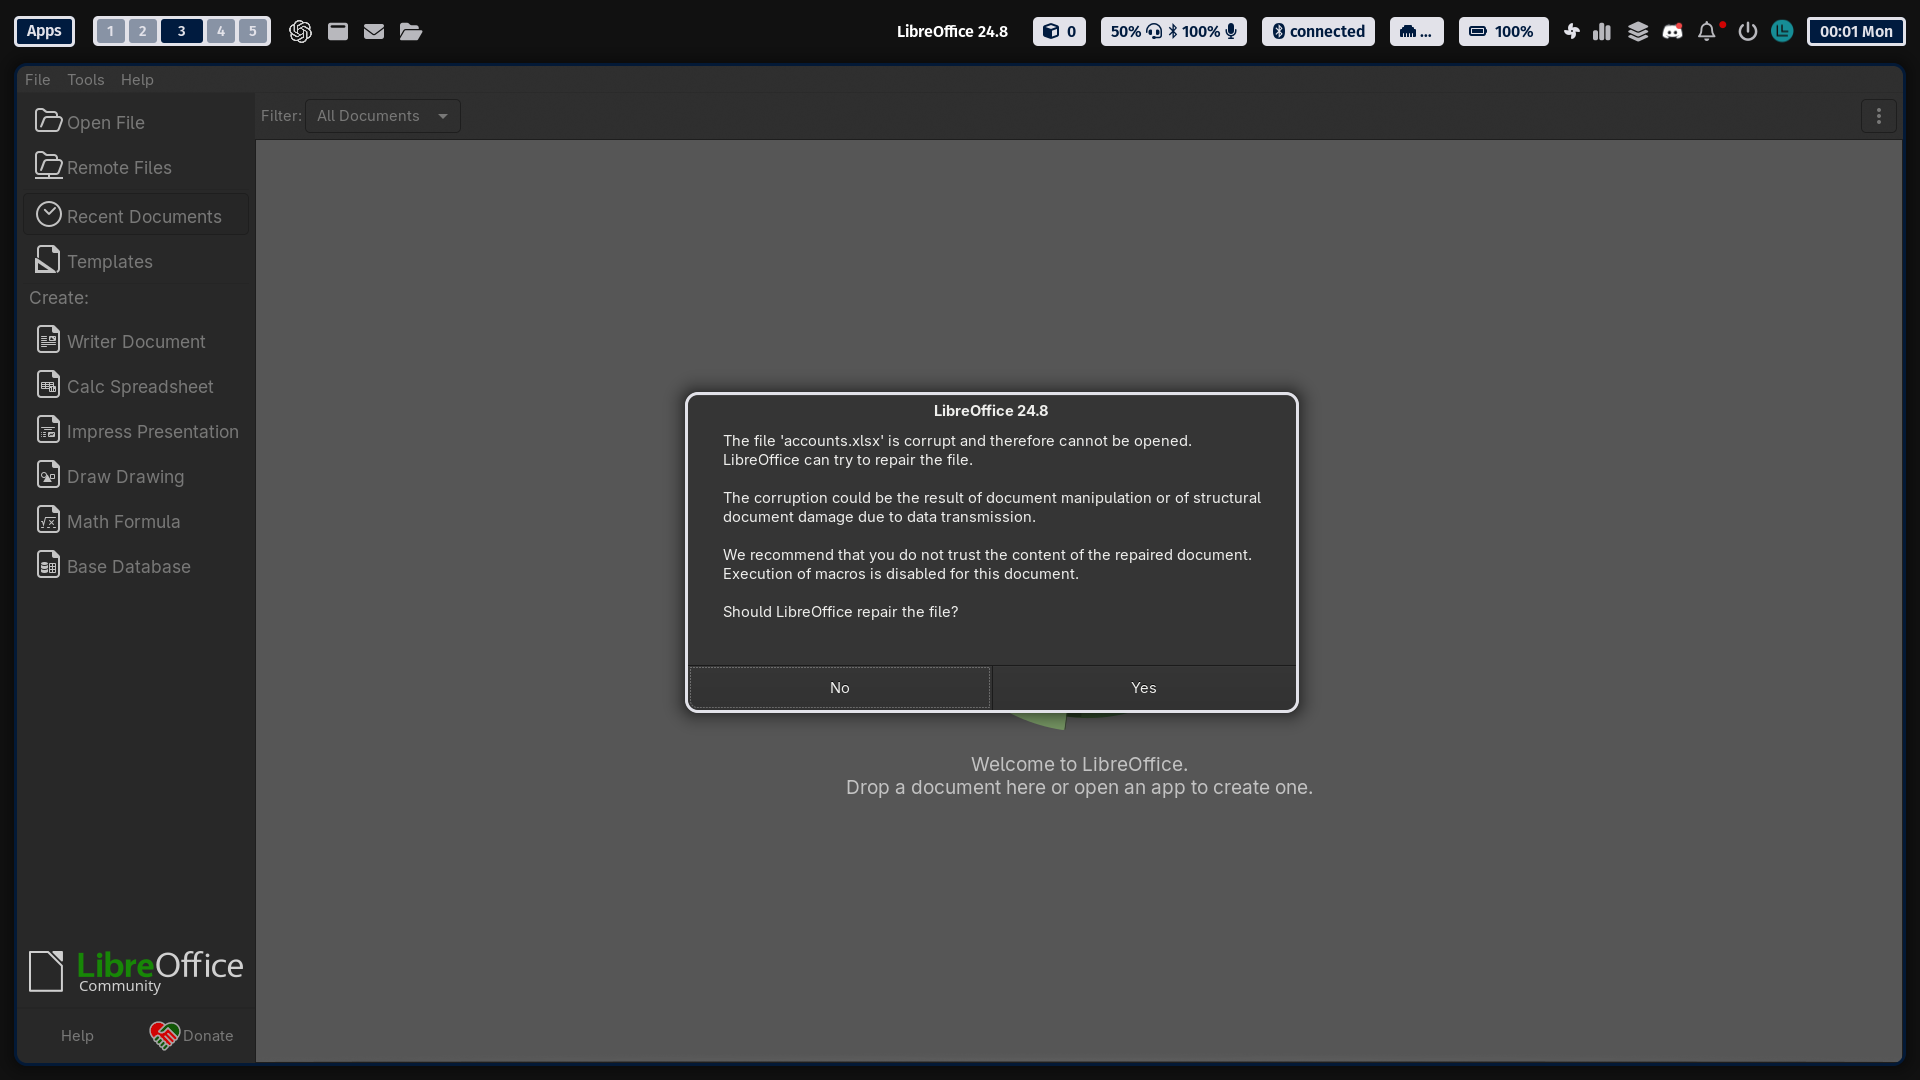 Apps
1 2 3 4 5
LibreOffice 24.8
0
50% 100%
connected
...
100%
00:01 Mon
File Tools Help
Open File
Remote Files
Recent Documents
Templates
Create:
Writer Document
Calc Spreadsheet
Impress Presentation
Draw Drawing
Math Formula
Base Database
Filter: All Documents
LibreOffice 24.8
The file 'accounts.xlsx' is corrupt and therefore cannot be opened.
LibreOffice can try to repair the file.
The corruption could be the result of document manipulation or of structural
document damage due to data transmission.
We recommend that you do not trust the content of the repaired document.
Execution of macros is disabled for this document.
Should LibreOffice repair the file?
No Yes
Welcome to LibreOffice.
Drop a document here or open an app to create one.
LibreOffice
Community
Help Donate